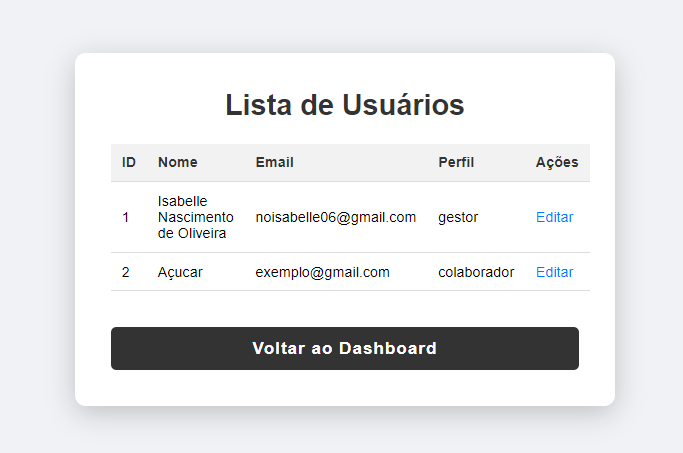 Lista de Usuários
ID Nome Email Perfil Ações
1 Isabelle Nascimento de Oliveira noisabelle06@gmail.com gestor Editar
2 Açucar exemplo@gmail.com colaborador Editar
Voltar ao Dashboard